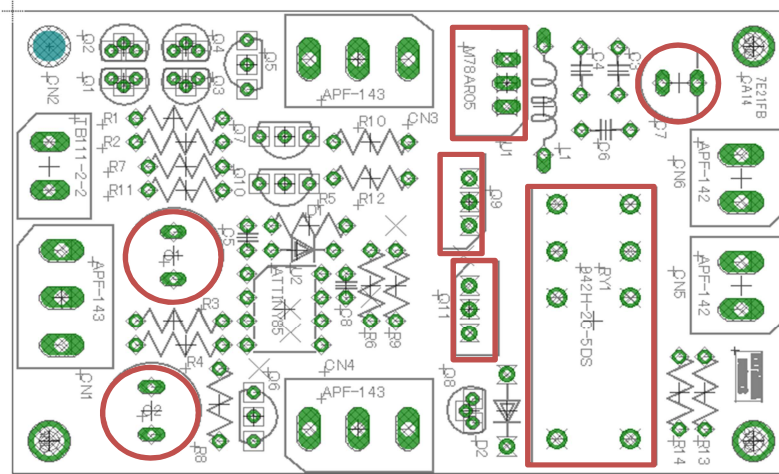 Q2
Q4
Q5
Q1
Q3
CN2
TB111-2-2
R1
R2
R7
R11
Q7
Q10
R5
R10
R12
APF-143
CN3
M78AR05
U1
L1
C4
C3
C6
C7
7E21FB
CA14
APF-142
CN6
APF-142
CN5
Q9
Q11
RY1
942H-2C-5DS
C1
C5
D1
U2
ATTINY85
C8
R6
R9
R3
R4
APF-143
CN1
C2
R8
Q6
CN4
APF-143
Q8
D2
R14
R13